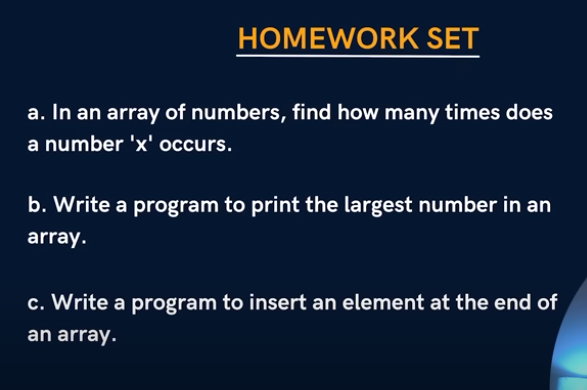 HOMEWORK SET
a. In an array of numbers, find how many times does
a number 'x' occurs.
b. Write a program to print the largest number in an
array.
c. Write a program to insert an element at the end of
an array.